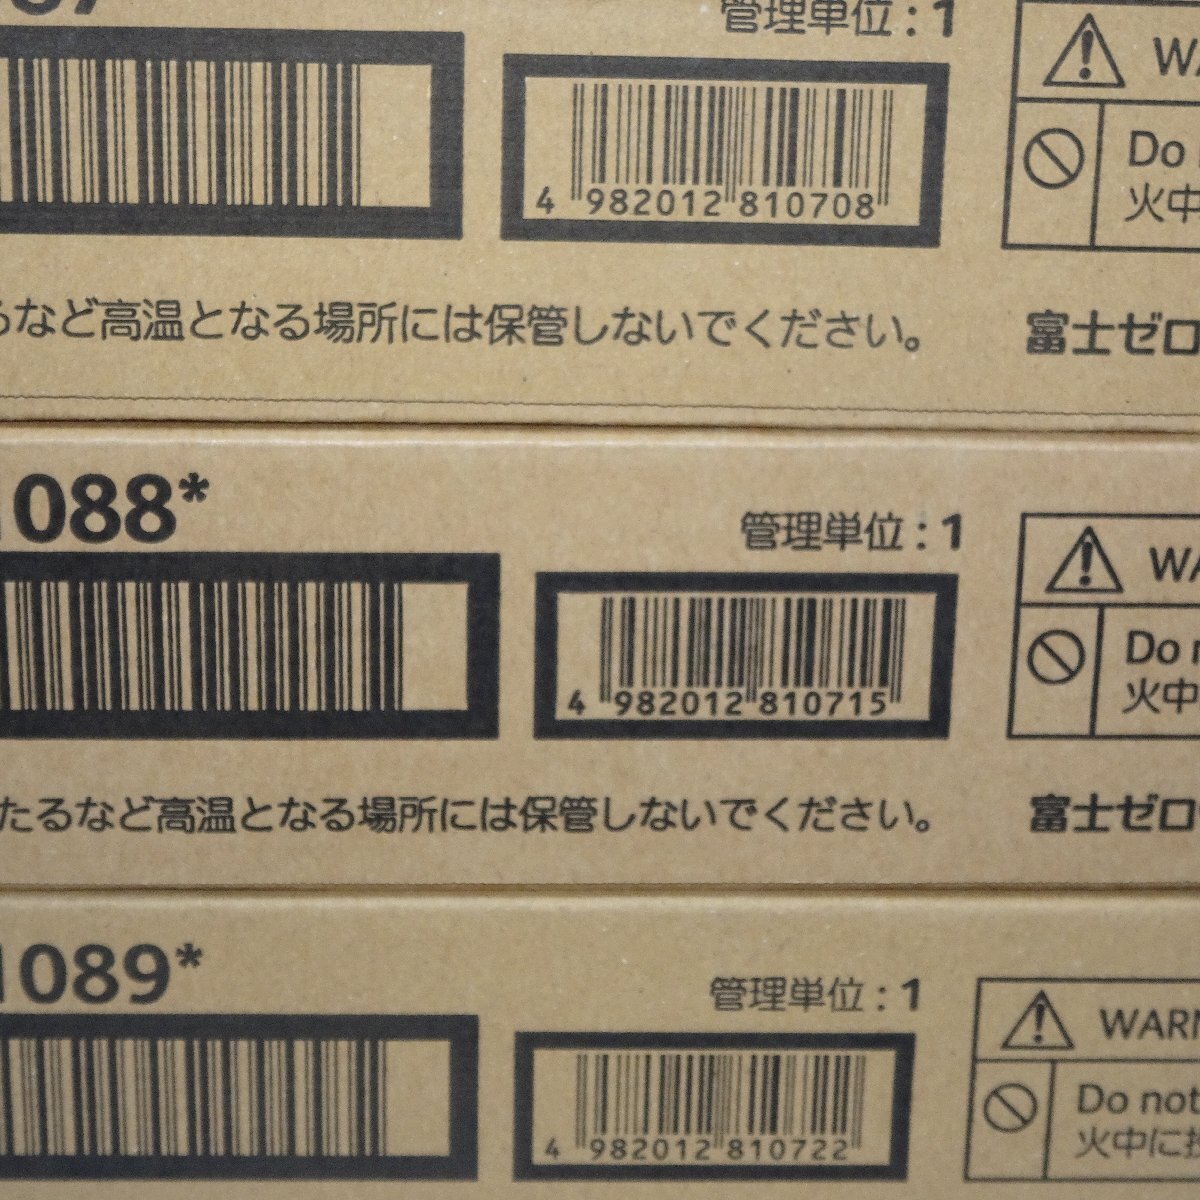 管理単位:1
WA
4 982012 810708
Do
火中
るなど高温となる場所には保管しないでください。
富士ゼロ
1088*
管理単位:1
WA
4 982012 810715
Do n
火中
たるなど高温となる場所には保管しないでください。
富士ゼロ
1089*
管理単位:1
WARN
4 982012 810722
Do not
火中に投